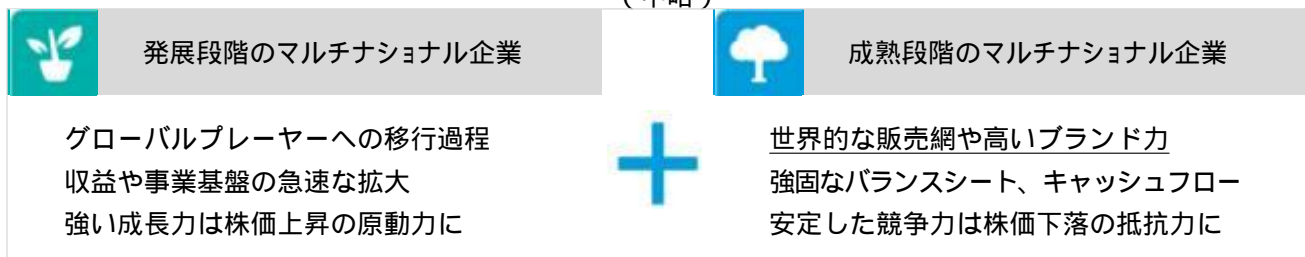 発展段階のマルチナショナル企業
グローバルプレーヤーへの移行過程
収益や事業基盤の急速な拡大
強い成長力は株価上昇の原動力に
成熟段階のマルチナショナル企業
世界的な販売網や高いブランド力
強固なバランスシート、キャッシュフロー
安定した競争力は株価下落の抵抗力に